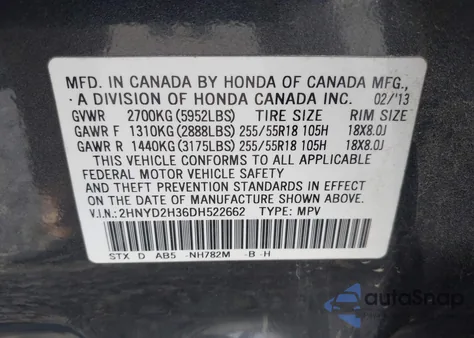 MFD. IN CANADA BY HONDA OF CANADA MFG.,
A DIVISION OF HONDA CANADA INC. 02/'13
GVWR 2700KG (5952LBS) TIRE SIZE RIM SIZE
GAWR F 1310KG (2888LBS) 255/55R18 105H 18X8.0J
GAWR R 1440KG (3175LBS) 255/55R18 105H 18X8.0J
THIS VEHICLE CONFORMS TO ALL APPLICABLE
FEDERAL MOTOR VEHICLE SAFETY
AND THEFT PREVENTION STANDARDS IN EFFECT
ON THE DATE OF MANUFACTURE SHOWN ABOVE.
V.I.N.: 2HNYD2H36DH522662 TYPE: MPV
STX D AB5 NH782M -B -H
autoSnap